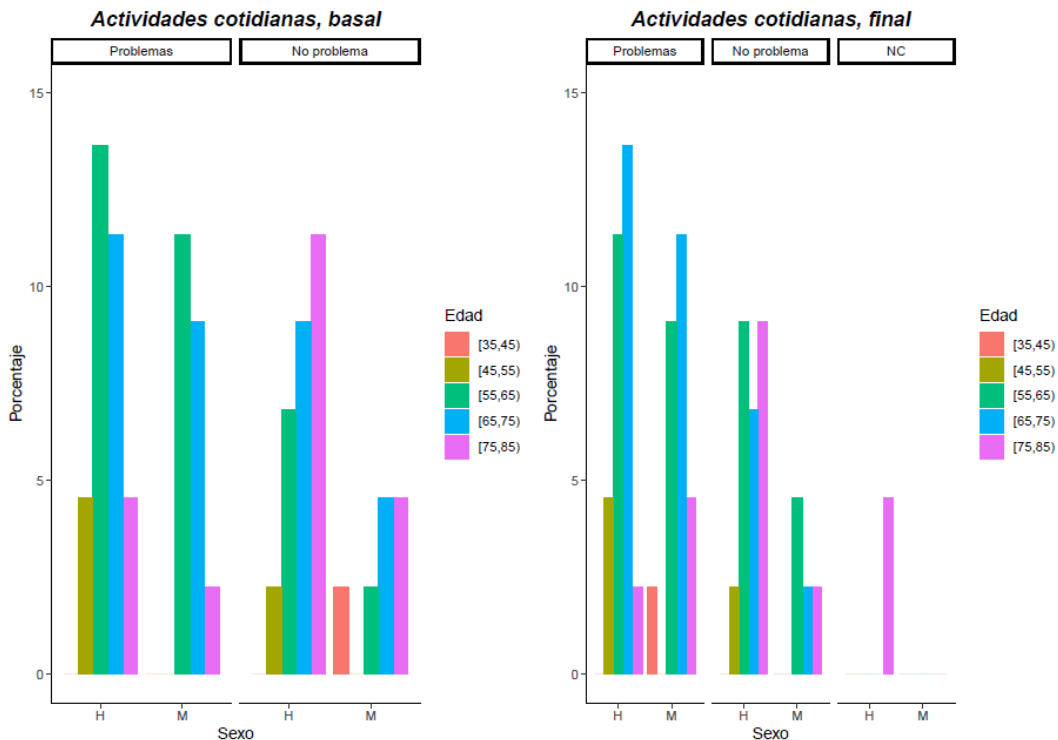 Actividades cotidianas, basal
Problemas
No problema
15
10
5
0
Porcentaje
H
M
H
M
Sexo
Edad
[35,45)
[45,55)
[55,65)
[65,75)
[75,85)
Actividades cotidianas, final
Problemas
No problema
NC
15
10
5
0
Porcentaje
H
M
H
M
H
M
Sexo
Edad
[35,45)
[45,55)
[55,65)
[65,75)
[75,85)